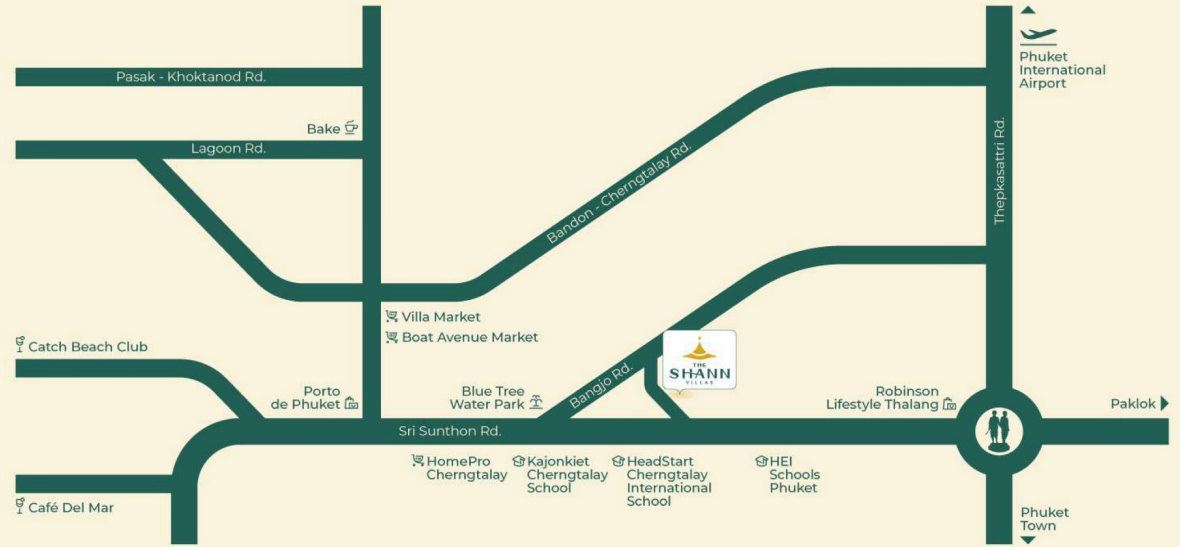 Phuket
International
Airport
Pasak - Khoktanod Rd.
Bake
Lagoon Rd.
Bandon - Cherngtalay Rd.
Thepkasattri Rd.
Villa Market
Boat Avenue Market
Catch Beach Club
THE
SHANN
VILLAS
Bangjo Rd.
Porto
de Phuket
Blue Tree
Water Park
Robinson
Lifestyle Thalang
Paklok
Sri Sunthon Rd.
HomePro
Cherngtalay
Kajonkiet
Cherngtalay
School
HeadStart
Cherngtalay
International
School
HEI
Schools
Phuket
Café Del Mar
Phuket
Town